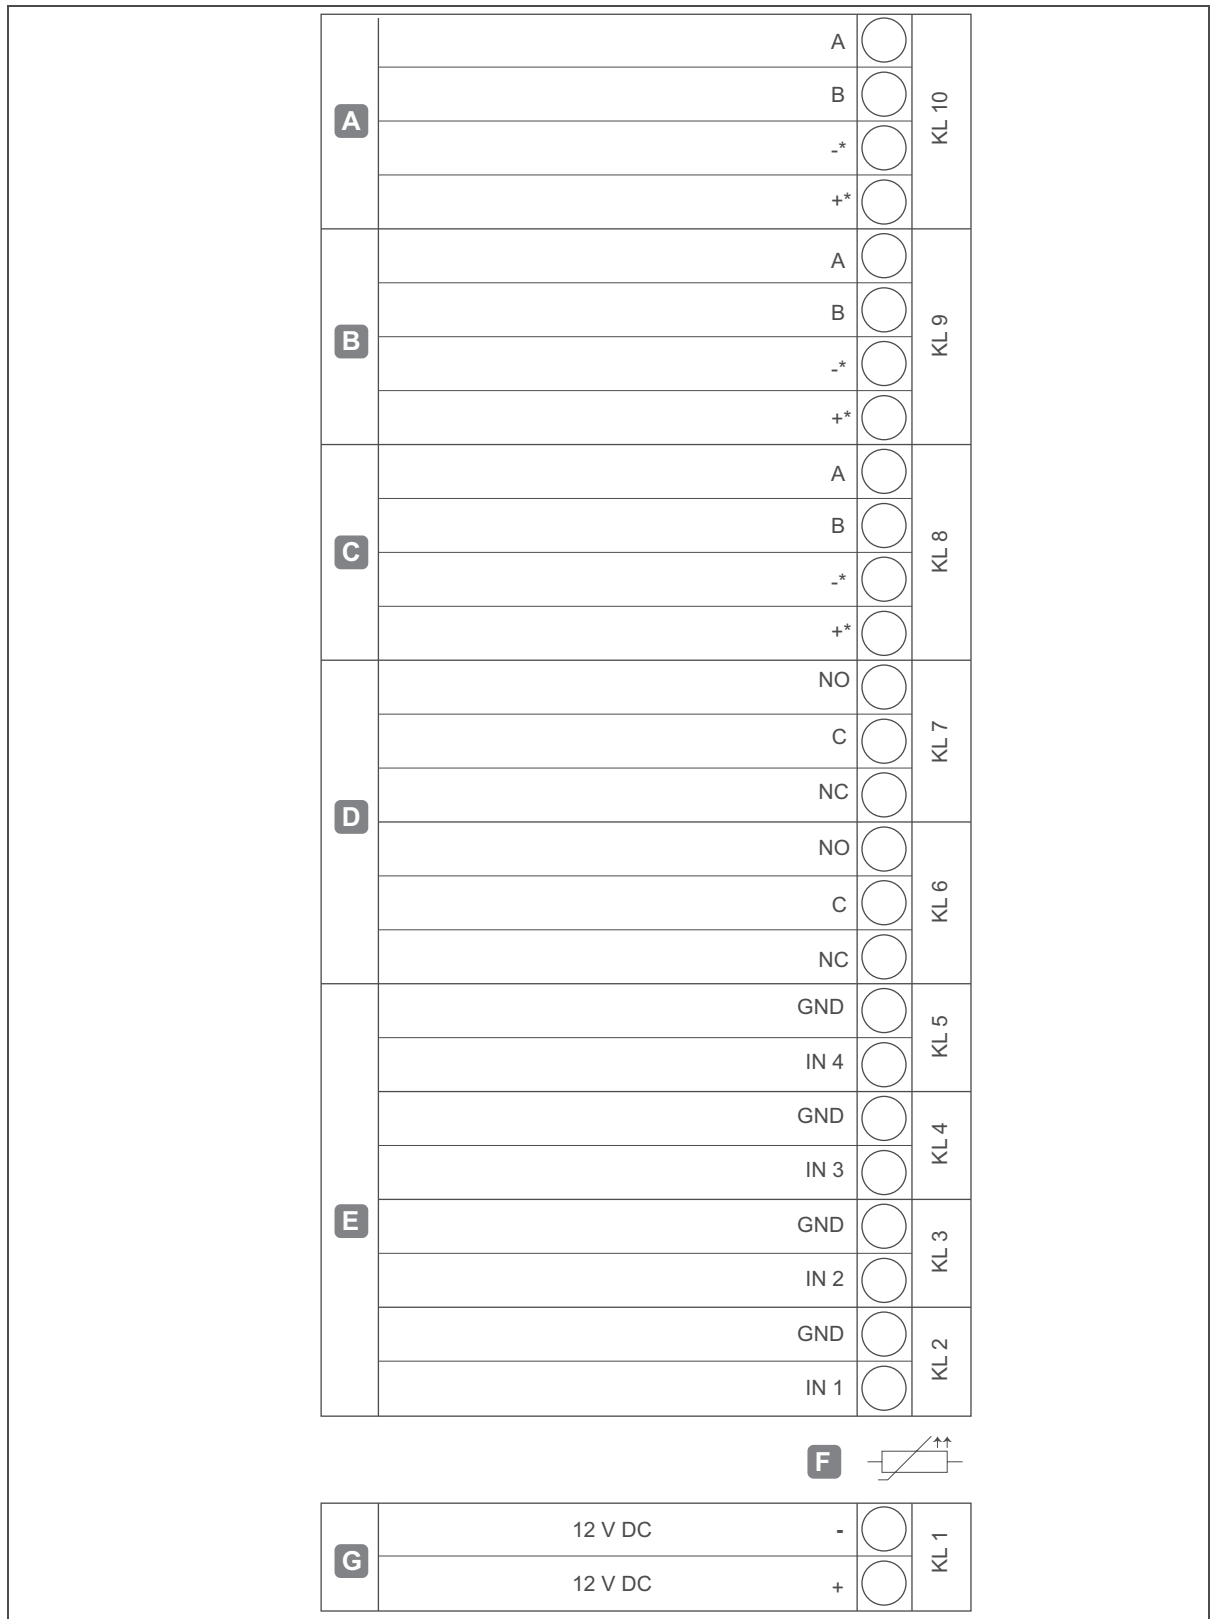 A
B
-*
+*
A
KL 10
A
B
-*
+*
B
KL 9
A
B
-*
+*
C
KL 8
NO
C
NC
KL 7
D
NO
C
NC
KL 6
GND
IN 4
KL 5
GND
IN 3
KL 4
E
GND
IN 2
KL 3
GND
IN 1
KL 2
F
G
12 V DC -
12 V DC +
KL 1